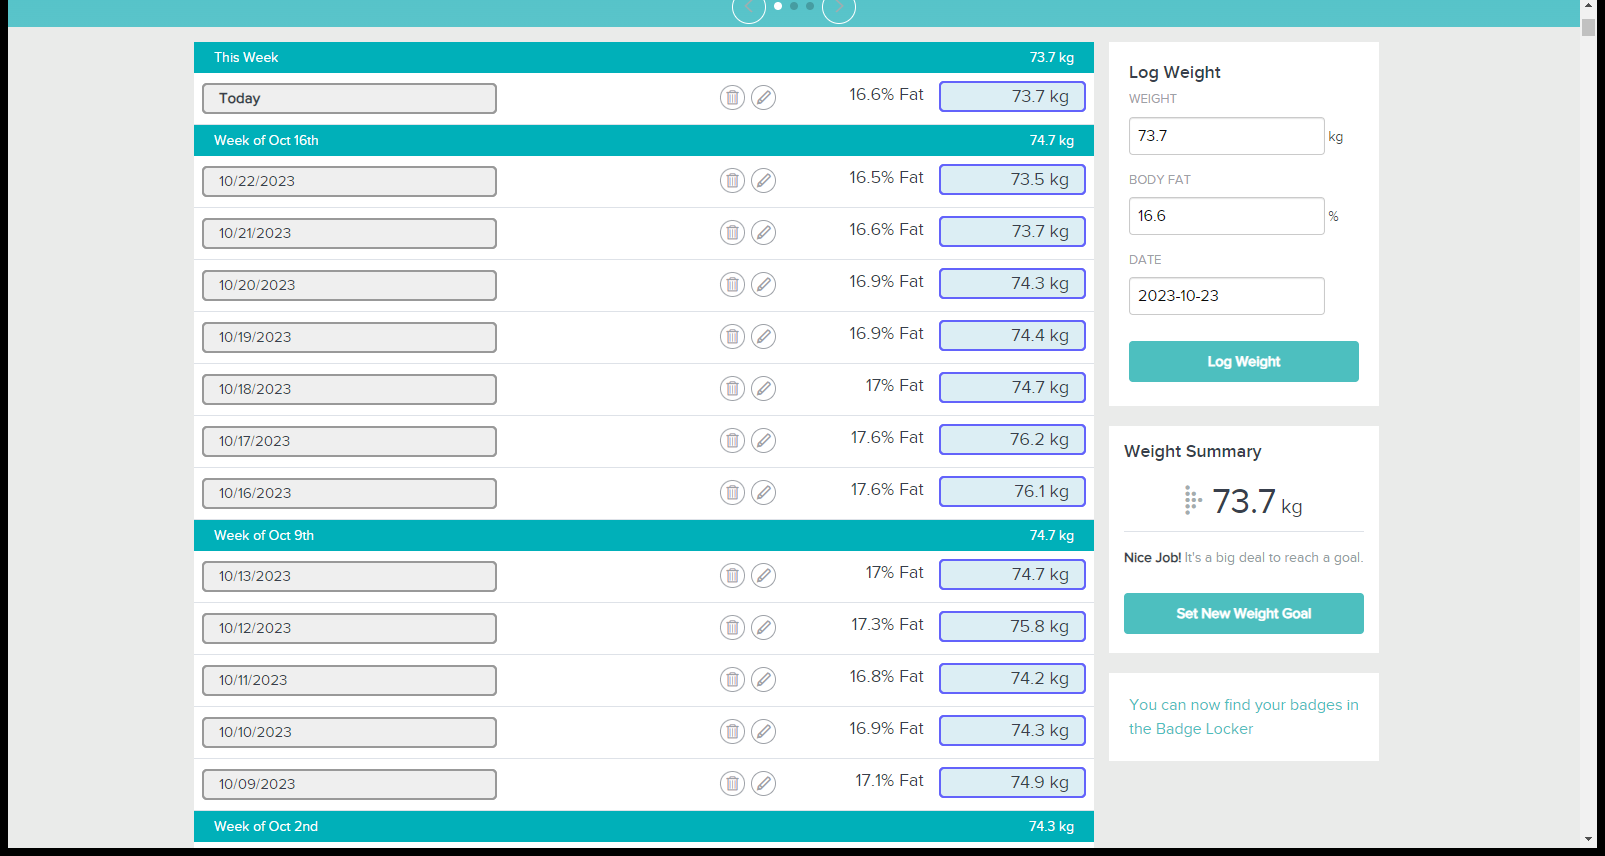 This Week 73.7 kg
Today 16.6% Fat 73.7 kg
Week of Oct 16th 74.7 kg
10/22/2023 16.5% Fat 73.5 kg
10/21/2023 16.6% Fat 73.7 kg
10/20/2023 16.9% Fat 74.3 kg
10/19/2023 16.9% Fat 74.4 kg
10/18/2023 17% Fat 74.7 kg
10/17/2023 17.6% Fat 76.2 kg
10/16/2023 17.6% Fat 76.1 kg
Week of Oct 9th 74.7 kg
10/13/2023 17% Fat 74.7 kg
10/12/2023 17.3% Fat 75.8 kg
10/11/2023 16.8% Fat 74.2 kg
10/10/2023 16.9% Fat 74.3 kg
10/09/2023 17.1% Fat 74.9 kg
Week of Oct 2nd 74.3 kg
Log Weight
WEIGHT
73.7 kg
BODY FAT
16.6 %
DATE
2023-10-23
Log Weight
Weight Summary
73.7 kg
Nice Job! It's a big deal to reach a goal.
Set New Weight Goal
You can now find your badges in
the Badge Locker